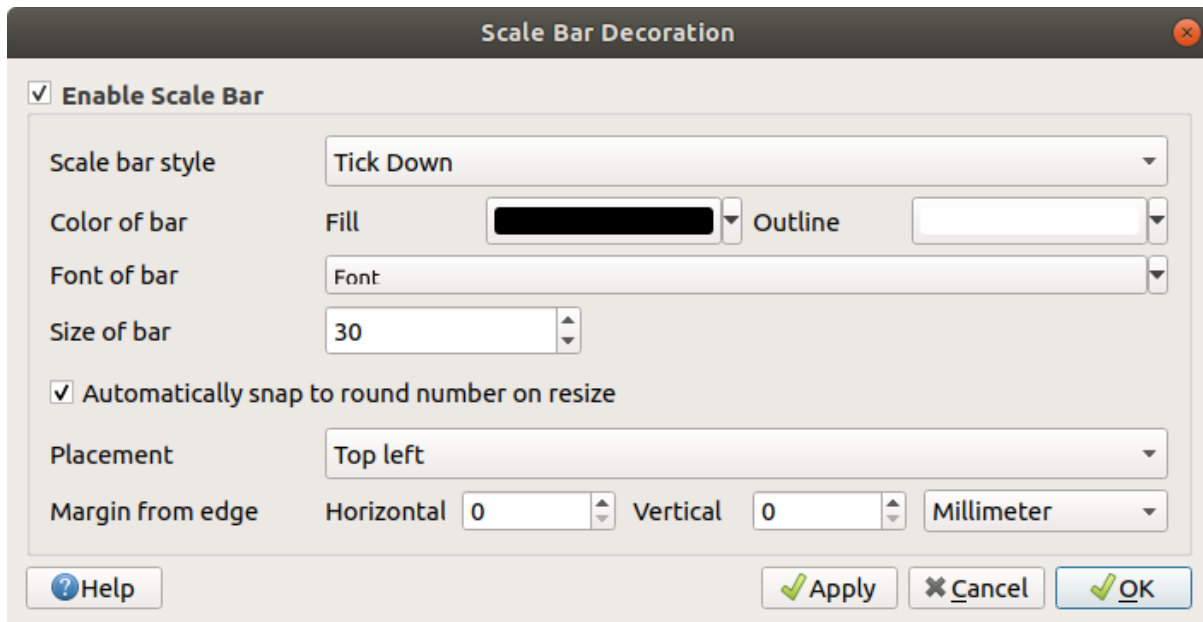 Scale Bar Decoration
Enable Scale Bar
Scale bar style Tick Down
Color of bar Fill Outline
Font of bar Font
Size of bar 30
Automatically snap to round number on resize
Placement Top left
Margin from edge Horizontal 0 Vertical 0 Millimeter
Help Apply Cancel OK